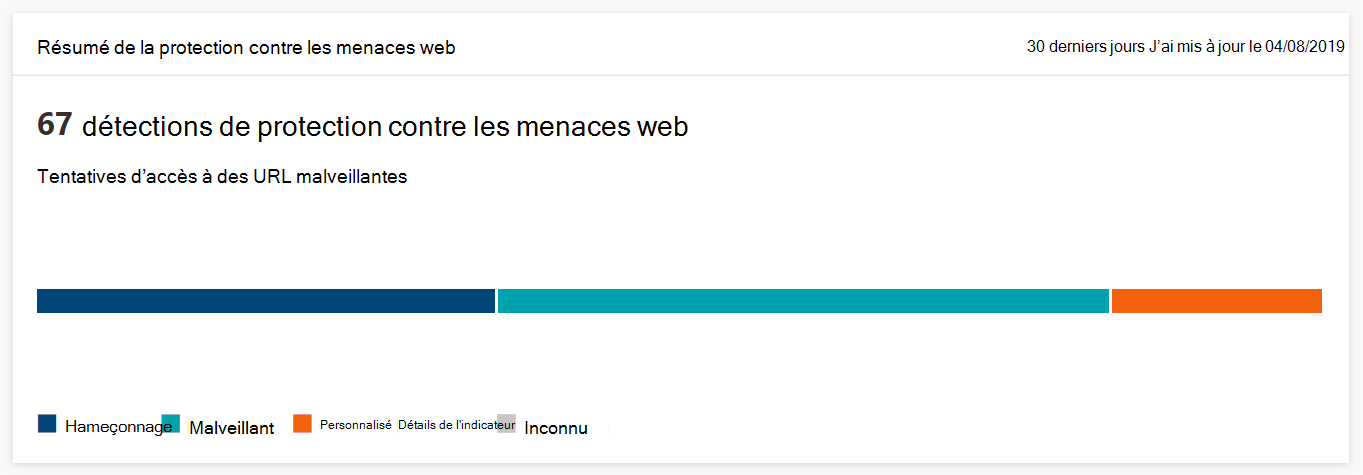 Résumé de la protection contre les menaces web
30 derniers jours J’ai mis à jour le 04/08/2019
67 détections de protection contre les menaces web
Tentatives d’accès à des URL malveillantes
Hameçonnage Malveillant Personnalisé Détails de l'indicateur Inconnu